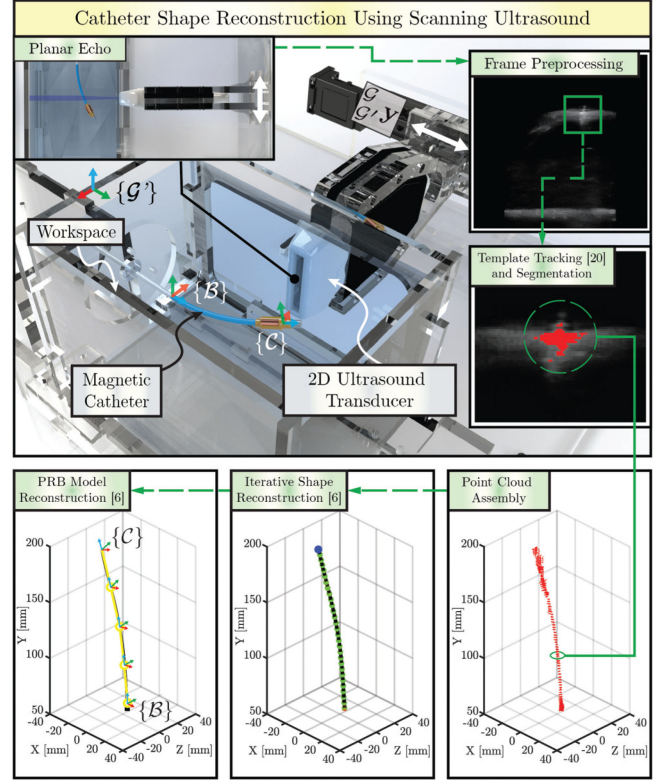 Catheter Shape Reconstruction Using Scanning Ultrasound
Planar Echo
Frame Preprocessing
G
G' y
{G'}
Workspace
{B}
{C}
Magnetic
Catheter
2D Ultrasound
Transducer
Template Tracking [20]
and Segmentation
PRB Model
Reconstruction [6]
{C}
{B}
200
150
100
50
Y [mm]
-40
-20
0
20
40
X [mm]
-40
-20
0
20
40
Z [mm]
Iterative Shape
Reconstruction [6]
200
150
100
50
Y [mm]
-40
-20
0
20
40
X [mm]
-40
-20
0
20
40
Z [mm]
Point Cloud
Assembly
200
150
100
50
Y [mm]
-40
-20
0
20
40
X [mm]
-40
-20
0
20
40
Z [mm]